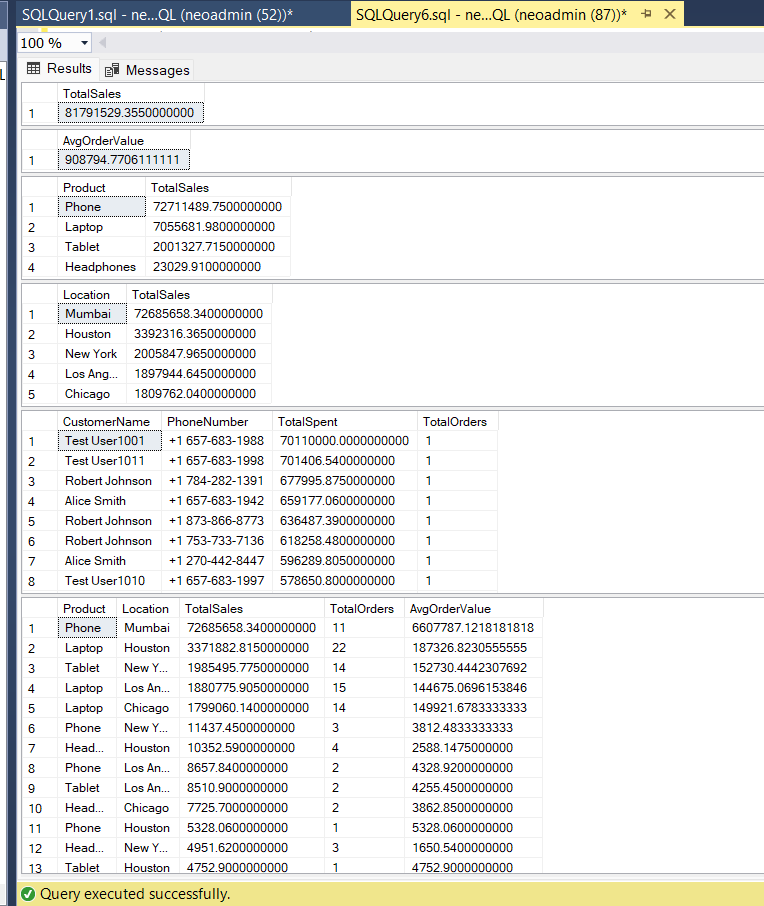 SQLQuery1.sql - ne...QL (neoadmin (52))* SQLQuery6.sql - ne...QL (neoadmin (87))*
100 %
Results Messages
TotalSales
1 81791529.3550000000
AvgOrderValue
1 908794.7706111111
Product TotalSales
1 Phone 72711489.7500000000
2 Laptop 7055681.9800000000
3 Tablet 2001327.7150000000
4 Headphones 23029.9100000000
Location TotalSales
1 Mumbai 72685658.3400000000
2 Houston 3392316.3650000000
3 New York 2005847.9650000000
4 Los Ang... 1897944.6450000000
5 Chicago 1809762.0400000000
CustomerName PhoneNumber TotalSpent TotalOrders
1 Test User1001 +1 657-683-1988 70110000.0000000000 1
2 Test User1011 +1 657-683-1998 701406.5400000000 1
3 Robert Johnson +1 784-282-1391 677995.8750000000 1
4 Alice Smith +1 657-683-1942 659177.0600000000 1
5 Robert Johnson +1 873-866-8773 636487.3900000000 1
6 Robert Johnson +1 753-733-7136 618258.4800000000 1
7 Alice Smith +1 270-442-8447 596289.8050000000 1
8 Test User1010 +1 657-683-1997 578650.8000000000 1
Product Location TotalSales TotalOrders AvgOrderValue
1 Phone Mumbai 72685658.3400000000 11 6607787.1218181818
2 Laptop Houston 3371882.8150000000 22 187326.8230555555
3 Tablet New Y... 1985495.7750000000 14 152730.4442307692
4 Laptop Los An... 1880775.9050000000 15 144675.0696153846
5 Laptop Chicago 1799060.1400000000 14 149921.6783333333
6 Phone New Y... 11437.4500000000 3 3812.4833333333
7 Head... Houston 10352.5900000000 4 2588.1475000000
8 Phone Los An... 8657.8400000000 2 4328.9200000000
9 Tablet Los An... 8510.9000000000 2 4255.4500000000
10 Head... Chicago 7725.7000000000 2 3862.8500000000
11 Phone Houston 5328.0600000000 1 5328.0600000000
12 Head... New Y... 4951.6200000000 3 1650.5400000000
13 Tablet Houston 4752.9000000000 1 4752.9000000000
Query executed successfully.